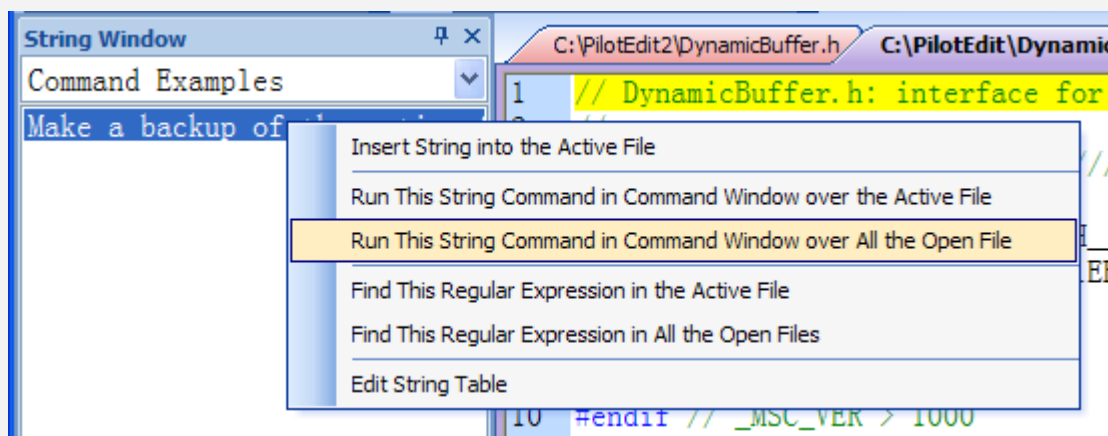 String Window
C:\PilotEdit2\DynamicBuffer.h
C:\PilotEdit\Dynamic
Command Examples
1 // DynamicBuffer.h: interface for
Make a backup of
Insert String into the Active File
Run This String Command in Command Window over the Active File
Run This String Command in Command Window over All the Open File
Find This Regular Expression in the Active File
Find This Regular Expression in All the Open Files
Edit String Table
10 #endif // _MSC_VER > 1000